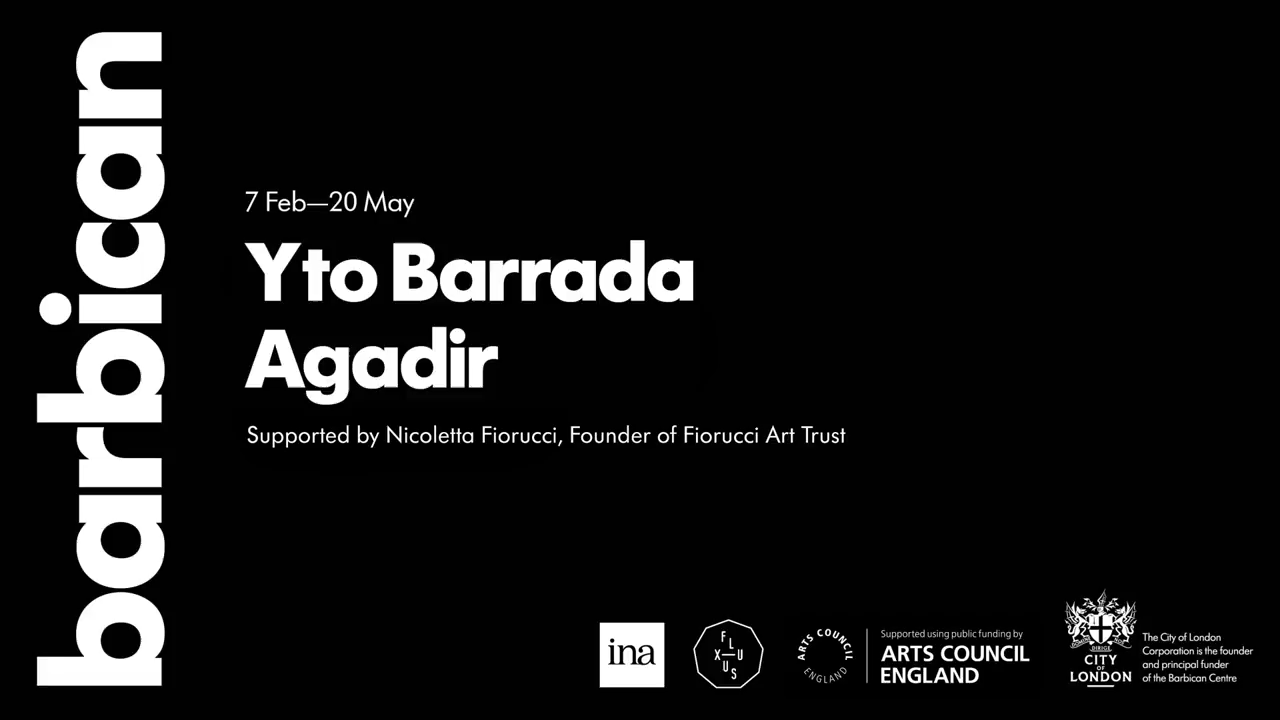 barbican
7 Feb—20 May
Yto Barrada
Agadir
Supported by Nicoletta Fiorucci, Founder of Fiorucci Art Trust
ina
FLUXUS
ARTS COUNCIL
ENGLAND
Supported using public funding by
ARTS COUNCIL
ENGLAND
DIRIGE
CITY
OF
LONDON
The City of London
Corporation is the founder
and principal funder
of the Barbican Centre